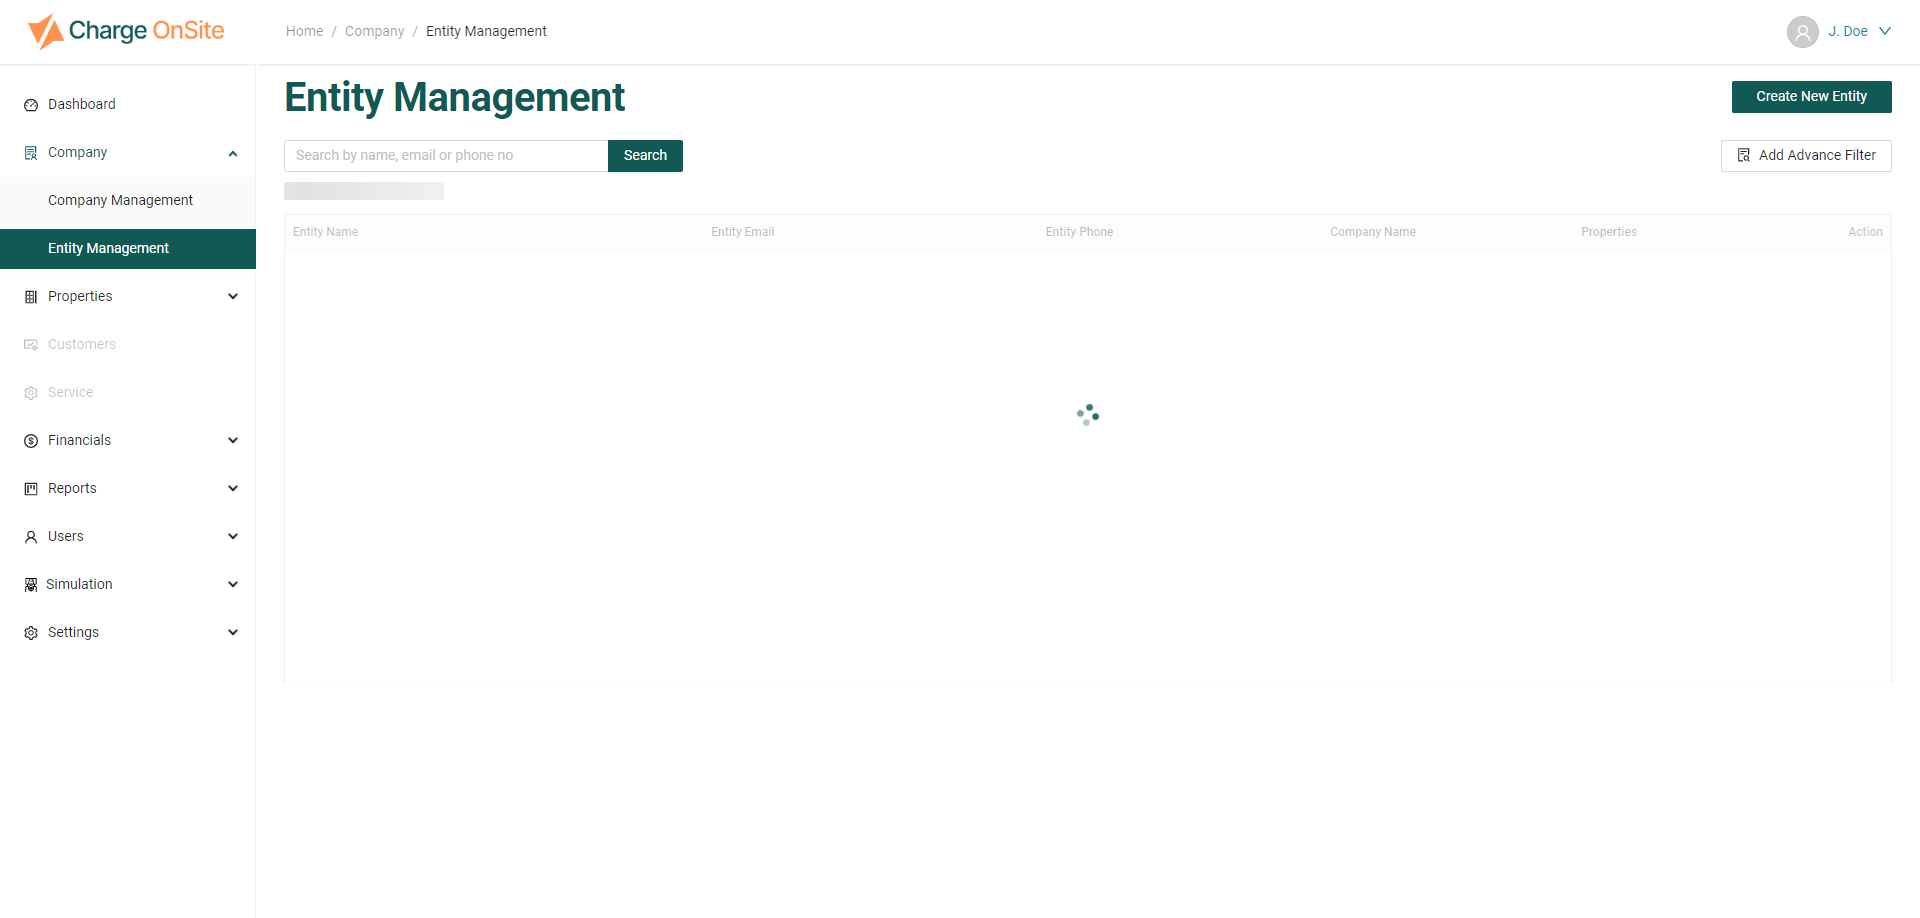 Charge OnSite
Home / Company / Entity Management
J. Doe
Dashboard
Company
Company Management
Entity Management
Properties
Customers
Service
Financials
Reports
Users
Simulation
Settings
Entity Management
Create New Entity
Search by name, email or phone no
Search
Add Advance Filter
Entity Name Entity Email Entity Phone Company Name Properties Action